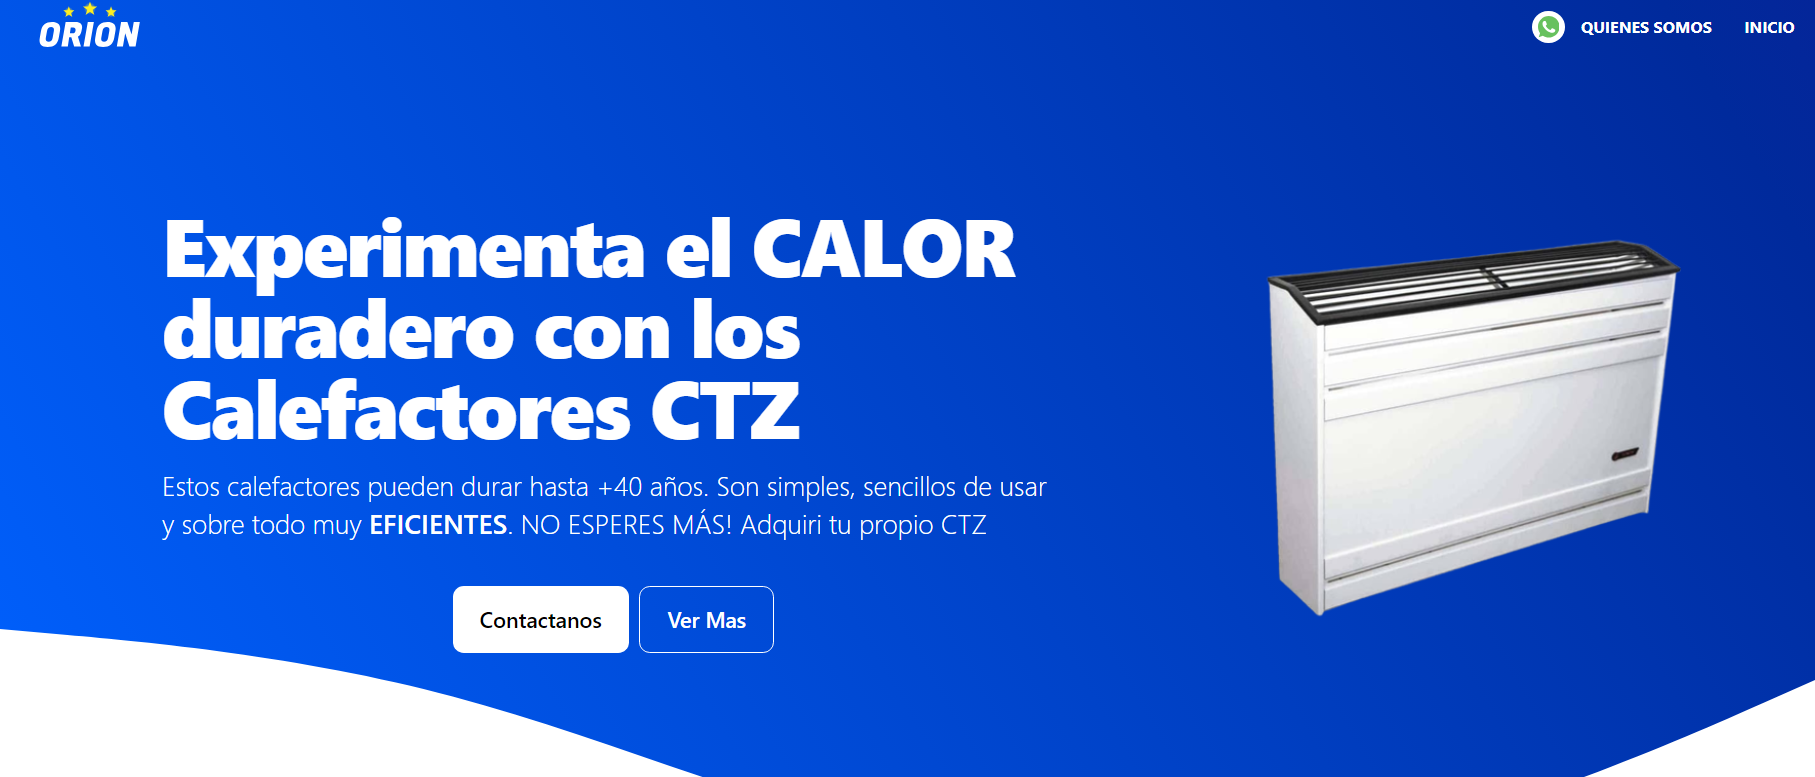 ORION
QUIENES SOMOS
INICIO
Experimenta el CALOR
duradero con los
Calefactores CTZ
Estos calefactores pueden durar hasta +40 años. Son simples, sencillos de usar
y sobre todo muy EFICIENTES. NO ESPERES MÁS! Adquiri tu propio CTZ
Contactanos
Ver Mas